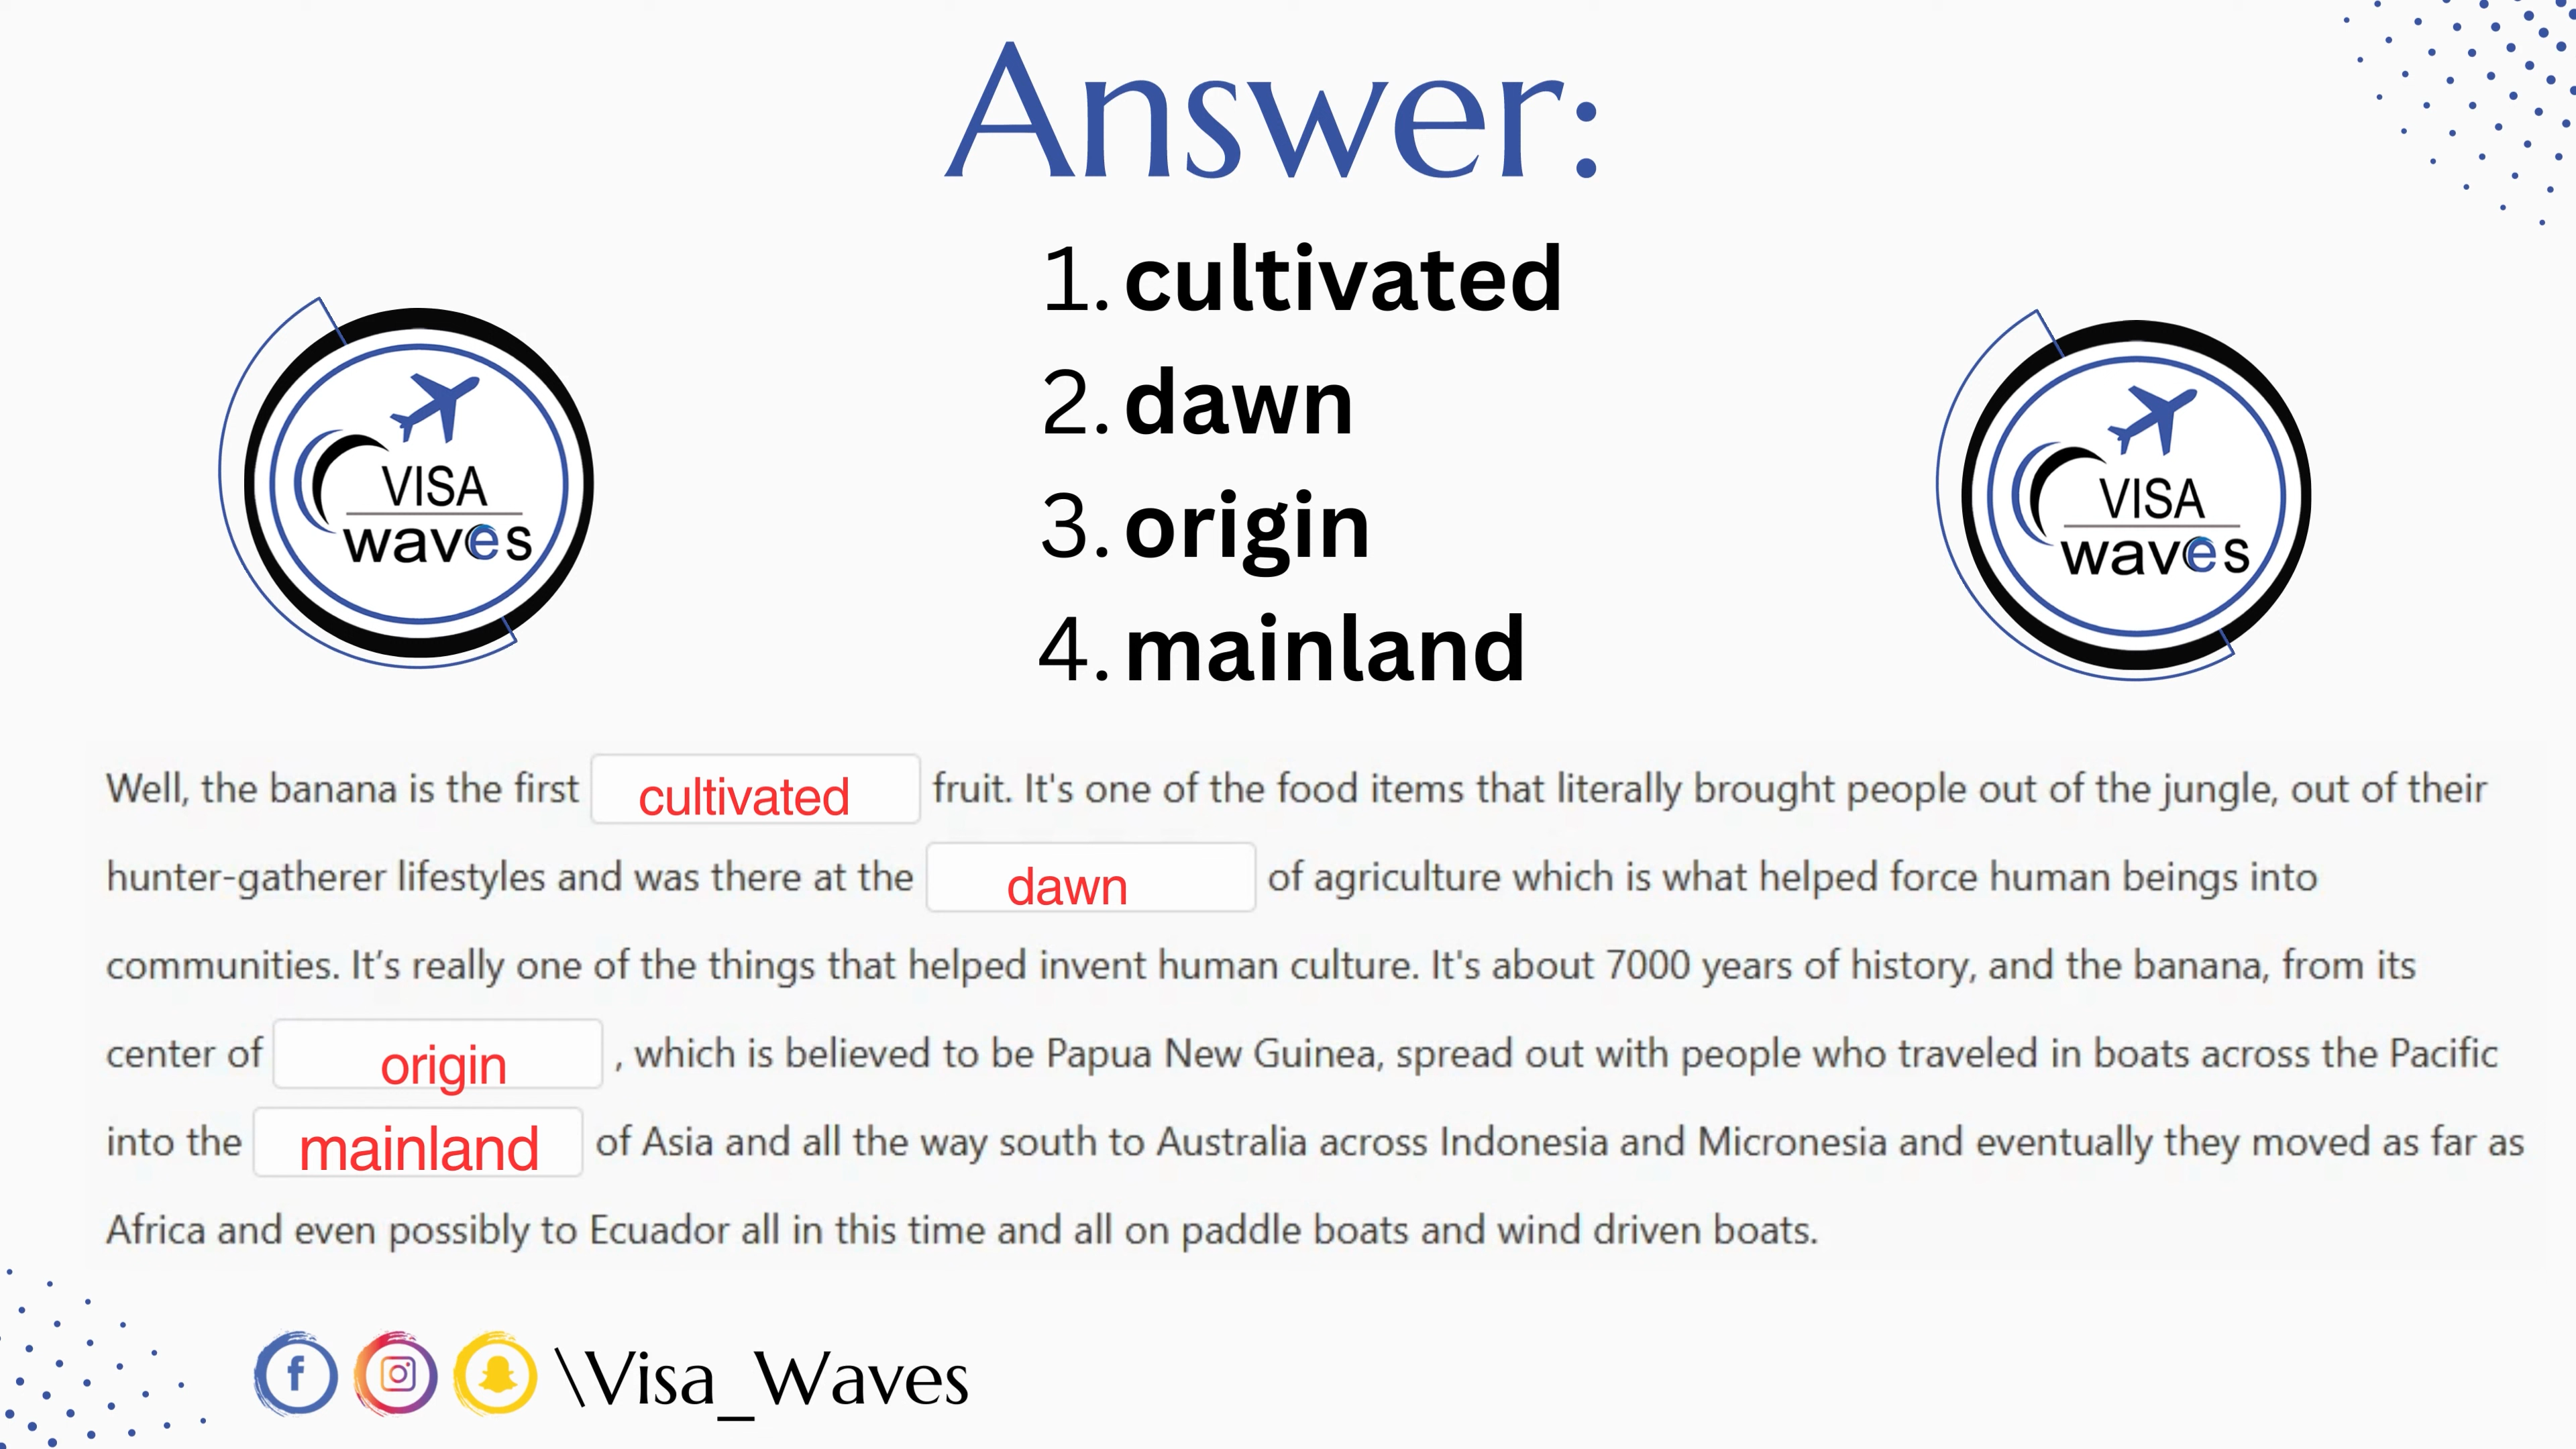 Answer:
1. cultivated
2. dawn
3. origin
4. mainland
VISA
waves
VISA
waves
Well, the banana is the first cultivated fruit. It's one of the food items that literally brought people out of the jungle, out of their
hunter-gatherer lifestyles and was there at the dawn of agriculture which is what helped force human beings into
communities. It’s really one of the things that helped invent human culture. It's about 7000 years of history, and the banana, from its
center of origin , which is believed to be Papua New Guinea, spread out with people who traveled in boats across the Pacific
into the mainland of Asia and all the way south to Australia across Indonesia and Micronesia and eventually they moved as far as
Africa and even possibly to Ecuador all in this time and all on paddle boats and wind driven boats.
\Visa_Waves